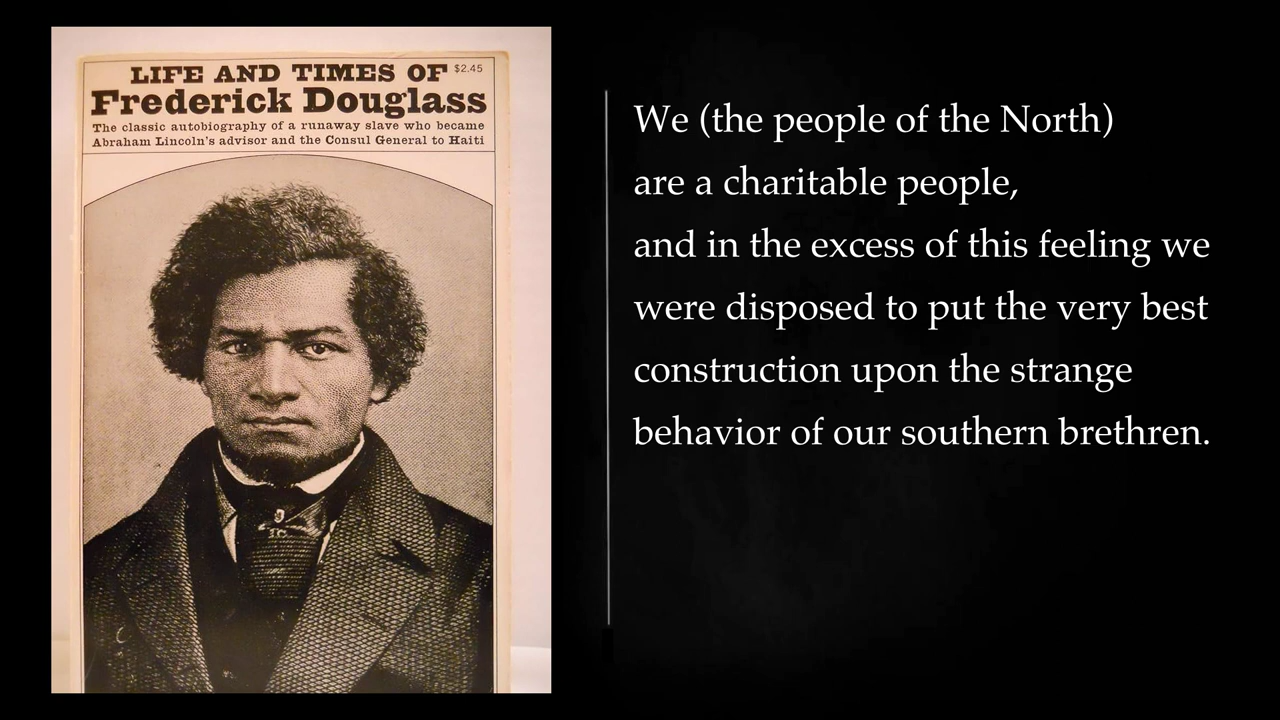 LIFE AND TIMES OF $2.45
Frederick Douglass
The classic autobiography of a runaway slave who became
Abraham Lincoln's advisor and the Consul General to Haiti
We (the people of the North)
are a charitable people,
and in the excess of this feeling we
were disposed to put the very best
construction upon the strange
behavior of our southern brethren.